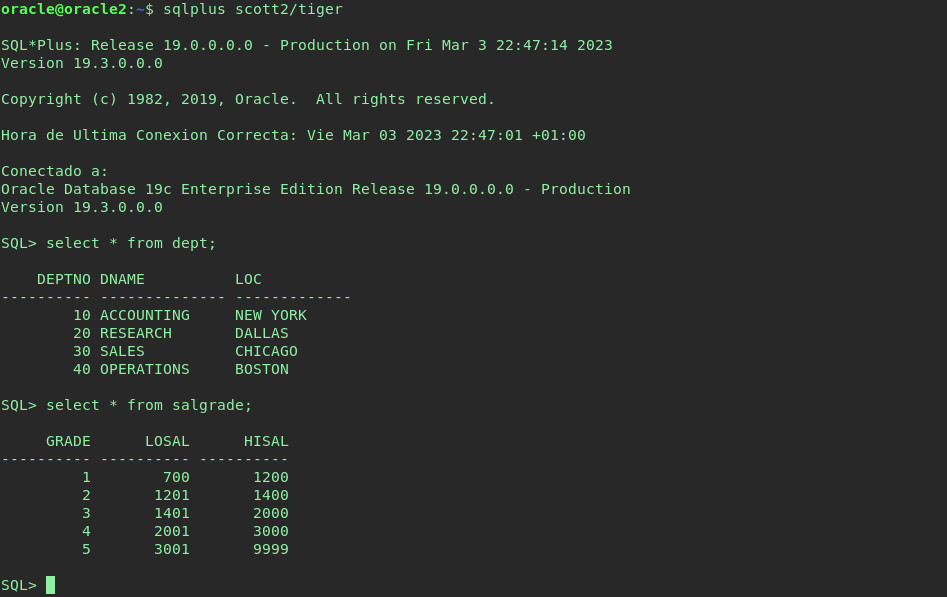 oracle@oracle2:~$ sqlplus scott2/tiger
SQL*Plus: Release 19.0.0.0.0 - Production on Fri Mar 3 22:47:14 2023
Version 19.3.0.0.0
Copyright (c) 1982, 2019, Oracle.  All rights reserved.
Hora de Ultima Conexion Correcta: Vie Mar 03 2023 22:47:01 +01:00
Conectado a:
Oracle Database 19c Enterprise Edition Release 19.0.0.0.0 - Production
Version 19.3.0.0.0
SQL> select * from dept;
    DEPTNO DNAME          LOC
---------- -------------- -------------
        10 ACCOUNTING     NEW YORK
        20 RESEARCH       DALLAS
        30 SALES          CHICAGO
        40 OPERATIONS     BOSTON
SQL> select * from salgrade;
     GRADE      LOSAL      HISAL
---------- ---------- ----------
         1        700       1200
         2       1201       1400
         3       1401       2000
         4       2001       3000
         5       3001       9999
SQL>